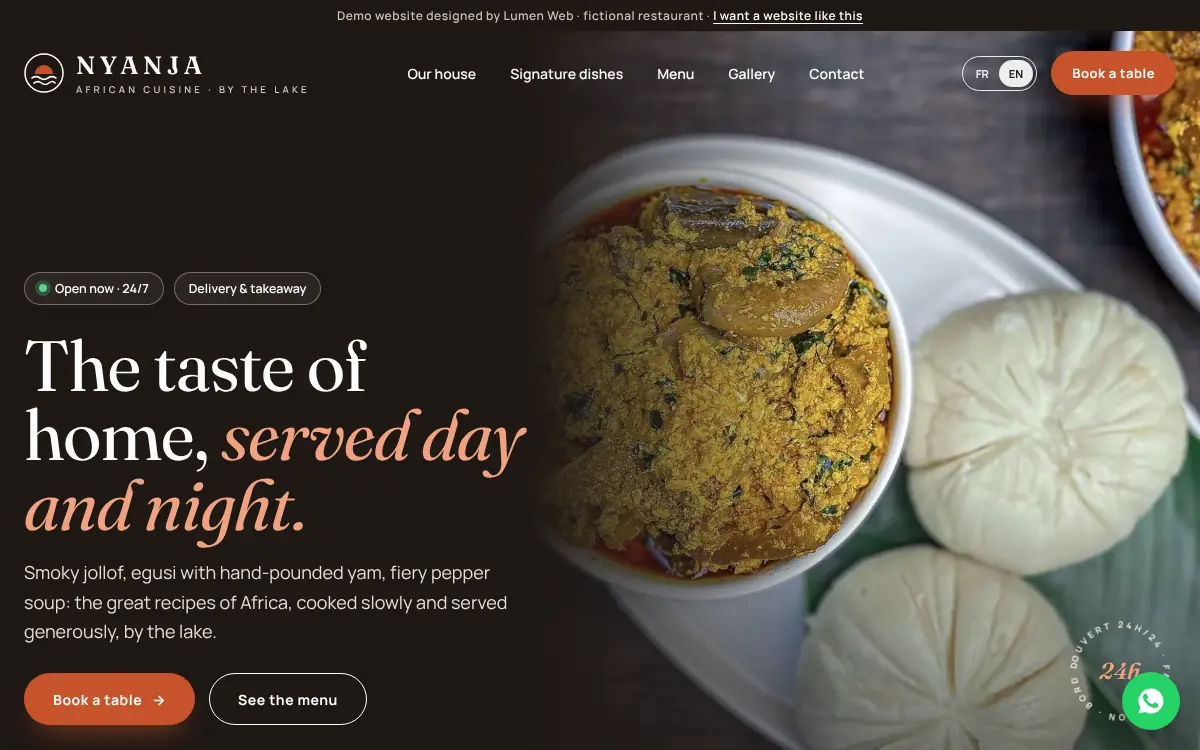 Demo website designed by Lumen Web · fictional restaurant · I want a website like this
NYANJA
AFRICAN CUISINE · BY THE LAKE
Our house
Signature dishes
Menu
Gallery
Contact
FR
EN
Book a table
Open now · 24/7
Delivery & takeaway
The taste of
home, served day
and night.
Smoky jollof, egusi with hand-pounded yam, fiery pepper
soup: the great recipes of Africa, cooked slowly and served
generously, by the lake.
Book a table →
See the menu
OUVERT 24H/24 ·
24h